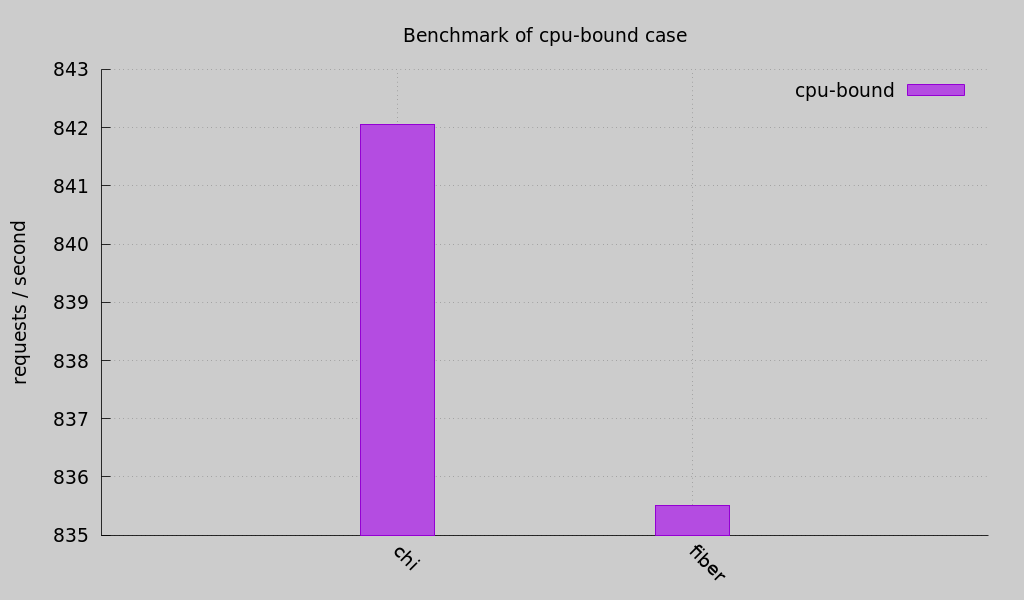 Benchmark of cpu-bound case
cpu-bound
843
842
841
840
839
838
837
836
835
requests / second
chi
fiber